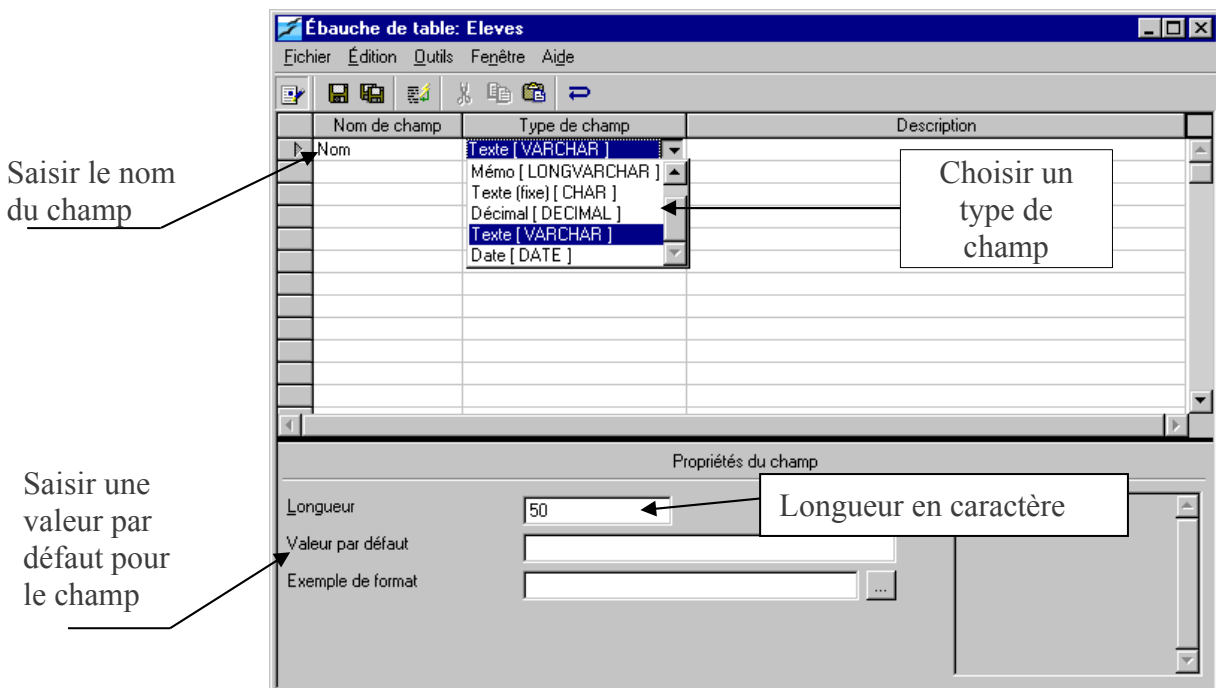 Ébauche de table: Eleves
Fichier Édition Outils Fenêtre Aide
Nom de champ Type de champ Description
Nom Texte [ VARCHAR ]
Mémo [ LONGVARCHAR ]
Texte (fixe) [ CHAR ]
Décimal [ DECIMAL ]
Texte [ VARCHAR ]
Date [ DATE ]
Saisir le nom
du champ
Choisir un
type de
champ
Propriétés du champ
Saisir une
valeur par
défaut pour
le champ
Longueur 50
Longueur en caractère
Valeur par défaut
Exemple de format ...